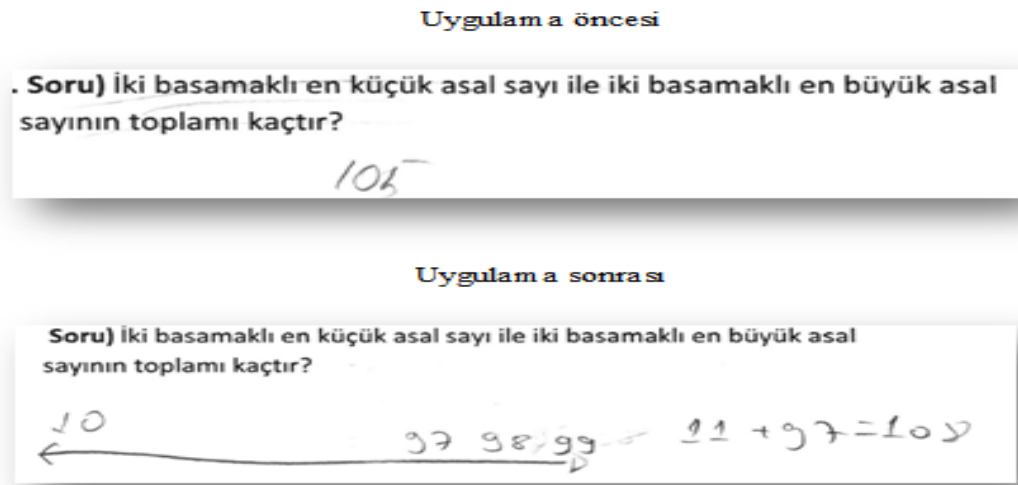 Uygulama öncesi
. Soru) İki basamaklı en küçük asal sayı ile iki basamaklı en büyük asal
sayının toplamı kaçtır?
105
Uygulama sonrası
Soru) İki basamaklı en küçük asal sayı ile iki basamaklı en büyük asal
sayının toplamı kaçtır?
10 97 98, 99 11 + 97 = 108